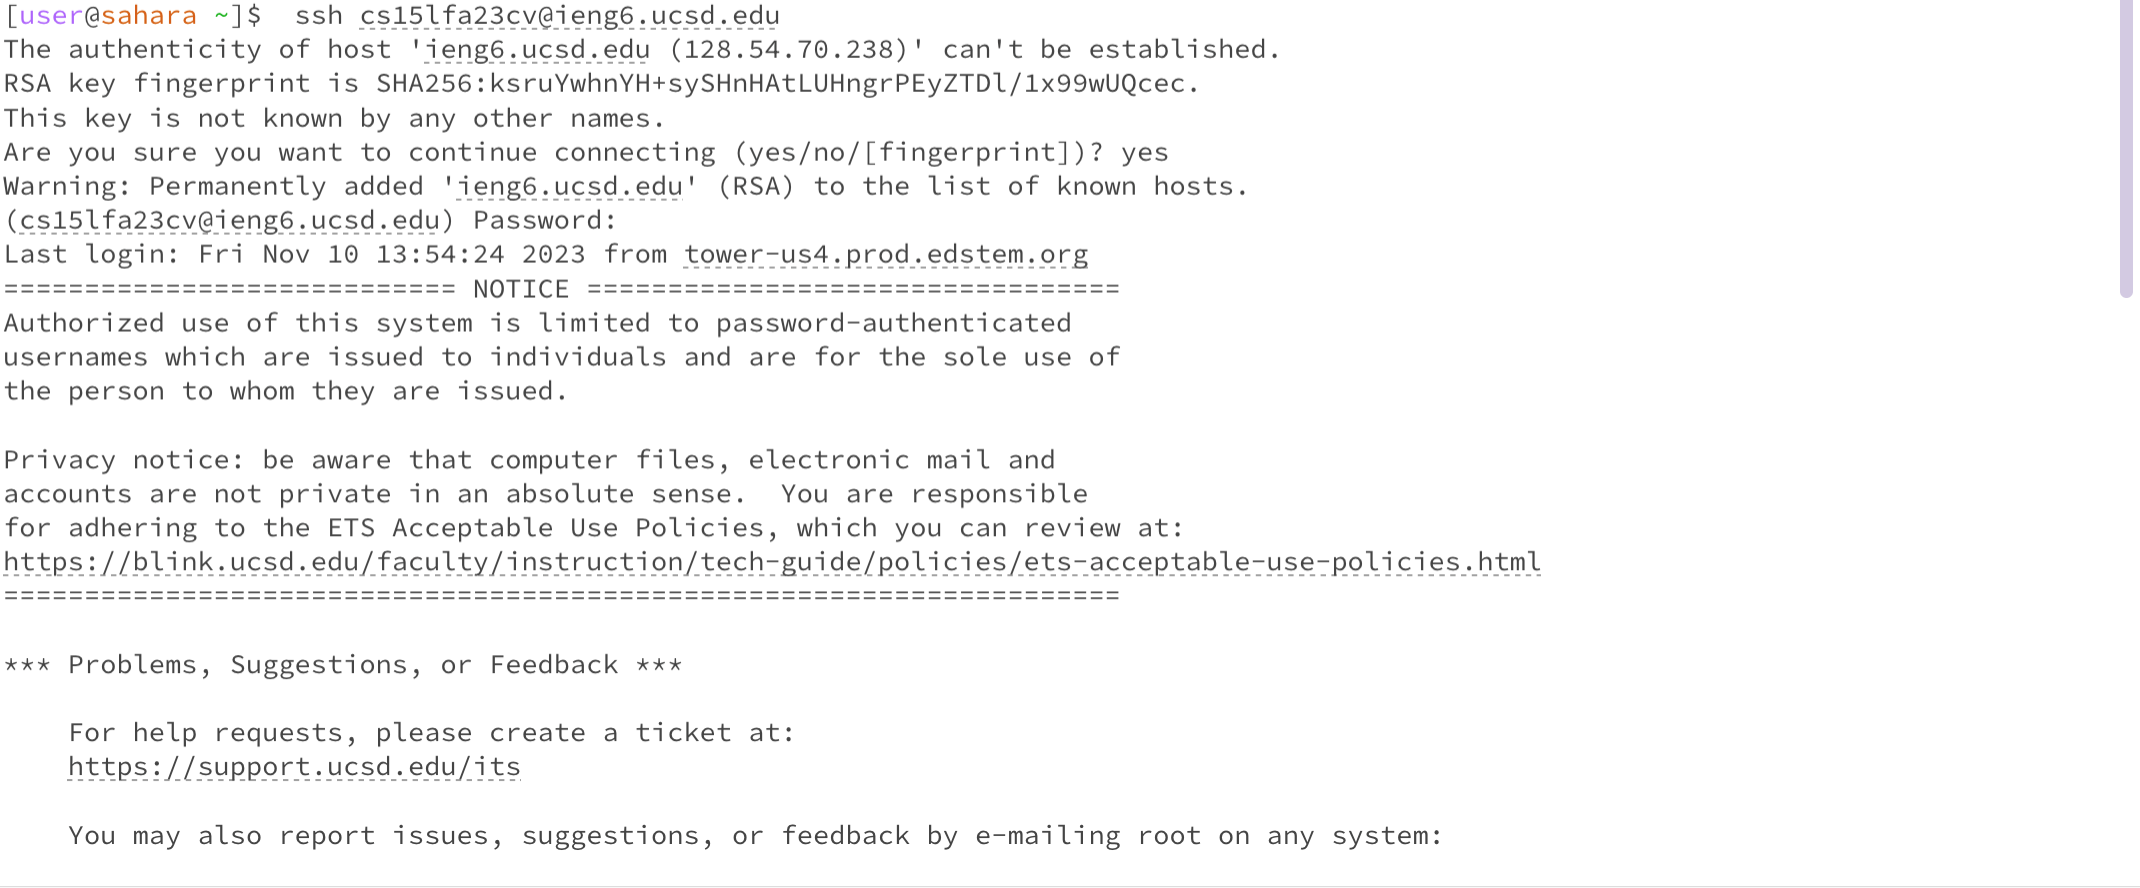 [user@sahara ~]$  ssh cs15lfa23cv@ieng6.ucsd.edu
The authenticity of host 'ieng6.ucsd.edu (128.54.70.238)' can't be established.
RSA key fingerprint is SHA256:ksruYwhnYH+sySHnHAtLUHngrPEyZTDl/1x99wUQcec.
This key is not known by any other names.
Are you sure you want to continue connecting (yes/no/[fingerprint])? yes
Warning: Permanently added 'ieng6.ucsd.edu' (RSA) to the list of known hosts.
(cs15lfa23cv@ieng6.ucsd.edu) Password:
Last login: Fri Nov 10 13:54:24 2023 from tower-us4.prod.edstem.org
============================ NOTICE =================================
Authorized use of this system is limited to password-authenticated
usernames which are issued to individuals and are for the sole use of
the person to whom they are issued.

Privacy notice: be aware that computer files, electronic mail and
accounts are not private in an absolute sense.  You are responsible
for adhering to the ETS Acceptable Use Policies, which you can review at:
https://blink.ucsd.edu/faculty/instruction/tech-guide/policies/ets-acceptable-use-policies.html
=====================================================================

*** Problems, Suggestions, or Feedback ***

    For help requests, please create a ticket at:
    https://support.ucsd.edu/its

    You may also report issues, suggestions, or feedback by e-mailing root on any system: